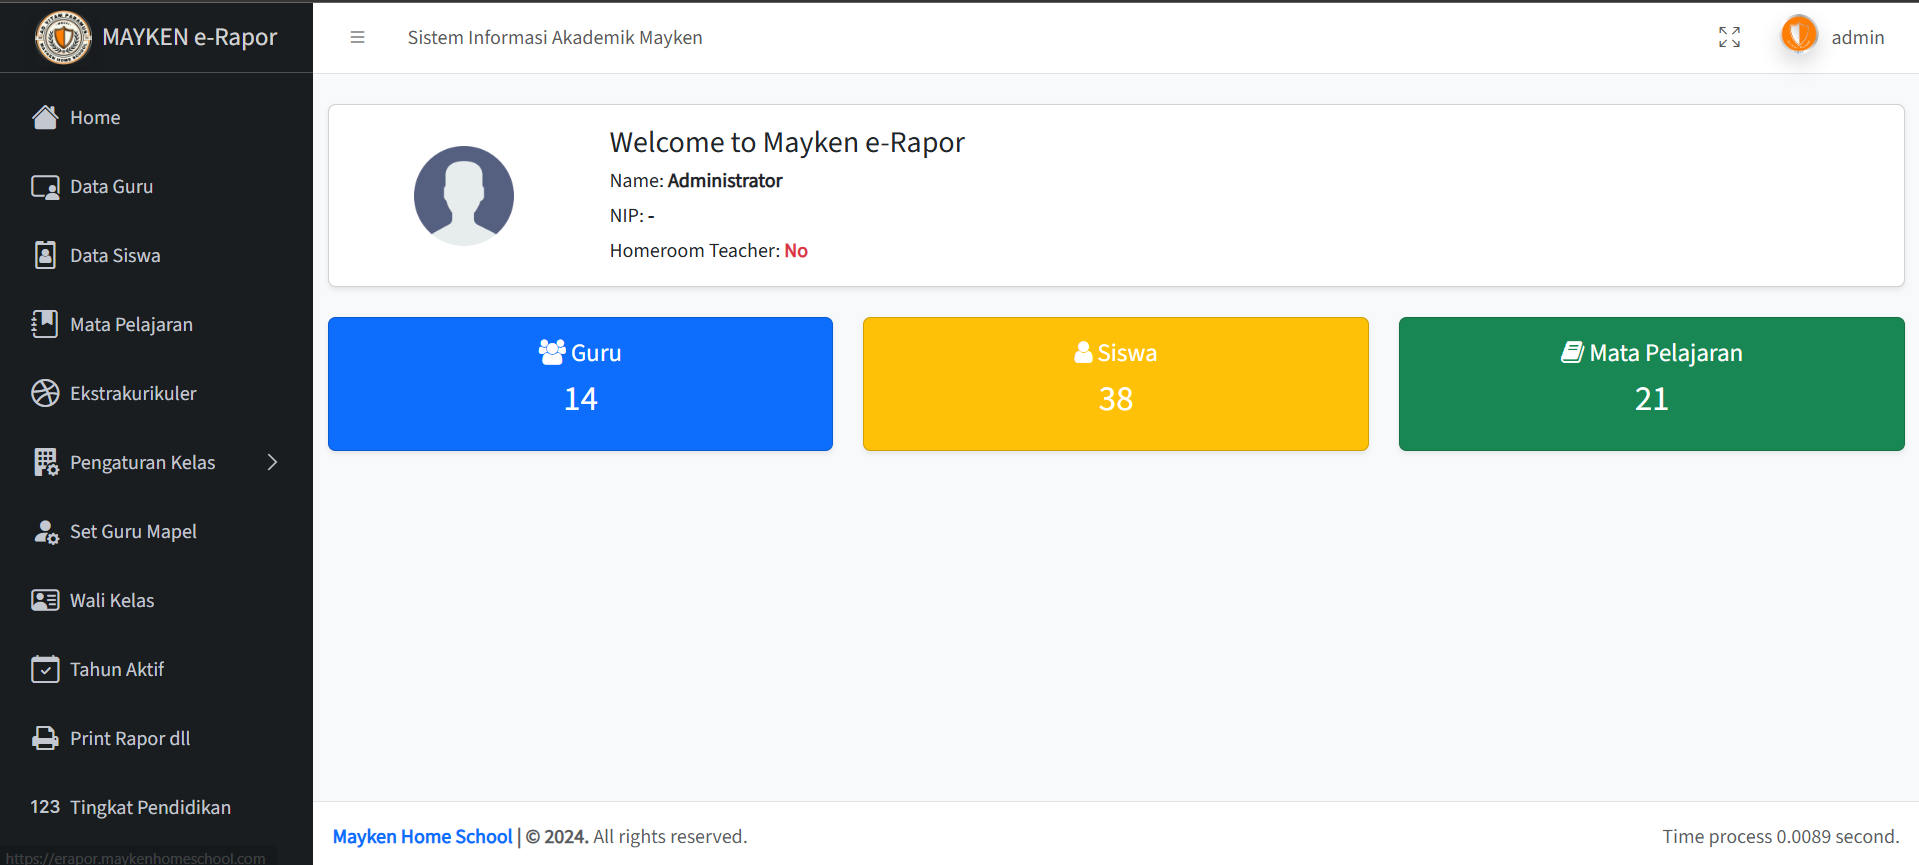 MAYKEN e-Rapor
Sistem Informasi Akademik Mayken
admin
Home
Data Guru
Data Siswa
Mata Pelajaran
Ekstrakurikuler
Pengaturan Kelas
Set Guru Mapel
Wali Kelas
Tahun Aktif
Print Rapor dll
123 Tingkat Pendidikan
https://erapor.maykenhomeschool.com
Welcome to Mayken e-Rapor
Name: Administrator
NIP: -
Homeroom Teacher: No
Guru
14
Siswa
38
Mata Pelajaran
21
Mayken Home School | © 2024. All rights reserved.
Time process 0.0089 second.